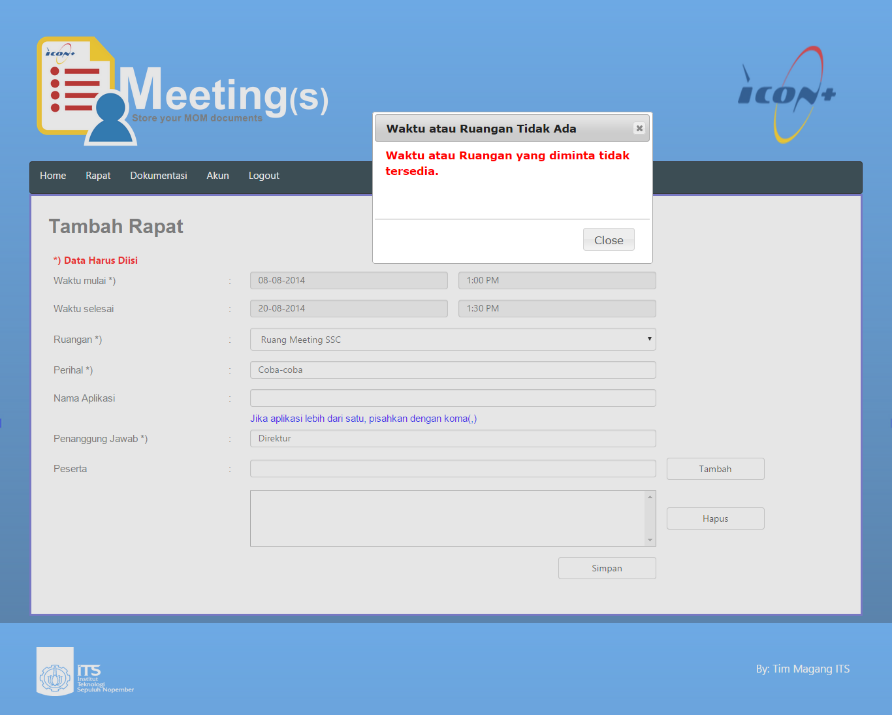 icon+
Meeting(s)
Store your MOM documents
icon+
Home Rapat Dokumentasi Akun Logout
Waktu atau Ruangan Tidak Ada
Waktu atau Ruangan yang diminta tidak
tersedia.
Close
Tambah Rapat
*) Data Harus Diisi
Waktu mulai *) : 08-08-2014 1:00 PM
Waktu selesai : 20-08-2014 1:30 PM
Ruangan *) : Ruang Meeting SSC
Perihal *) : Coba-coba
Nama Aplikasi :
Jika aplikasi lebih dari satu, pisahkan dengan koma(,)
Penanggung Jawab *) : Direktur
Peserta : Tambah
Hapus
Simpan
iTS
Institut
Teknologi
Sepuluh Nopember
By: Tim Magang ITS